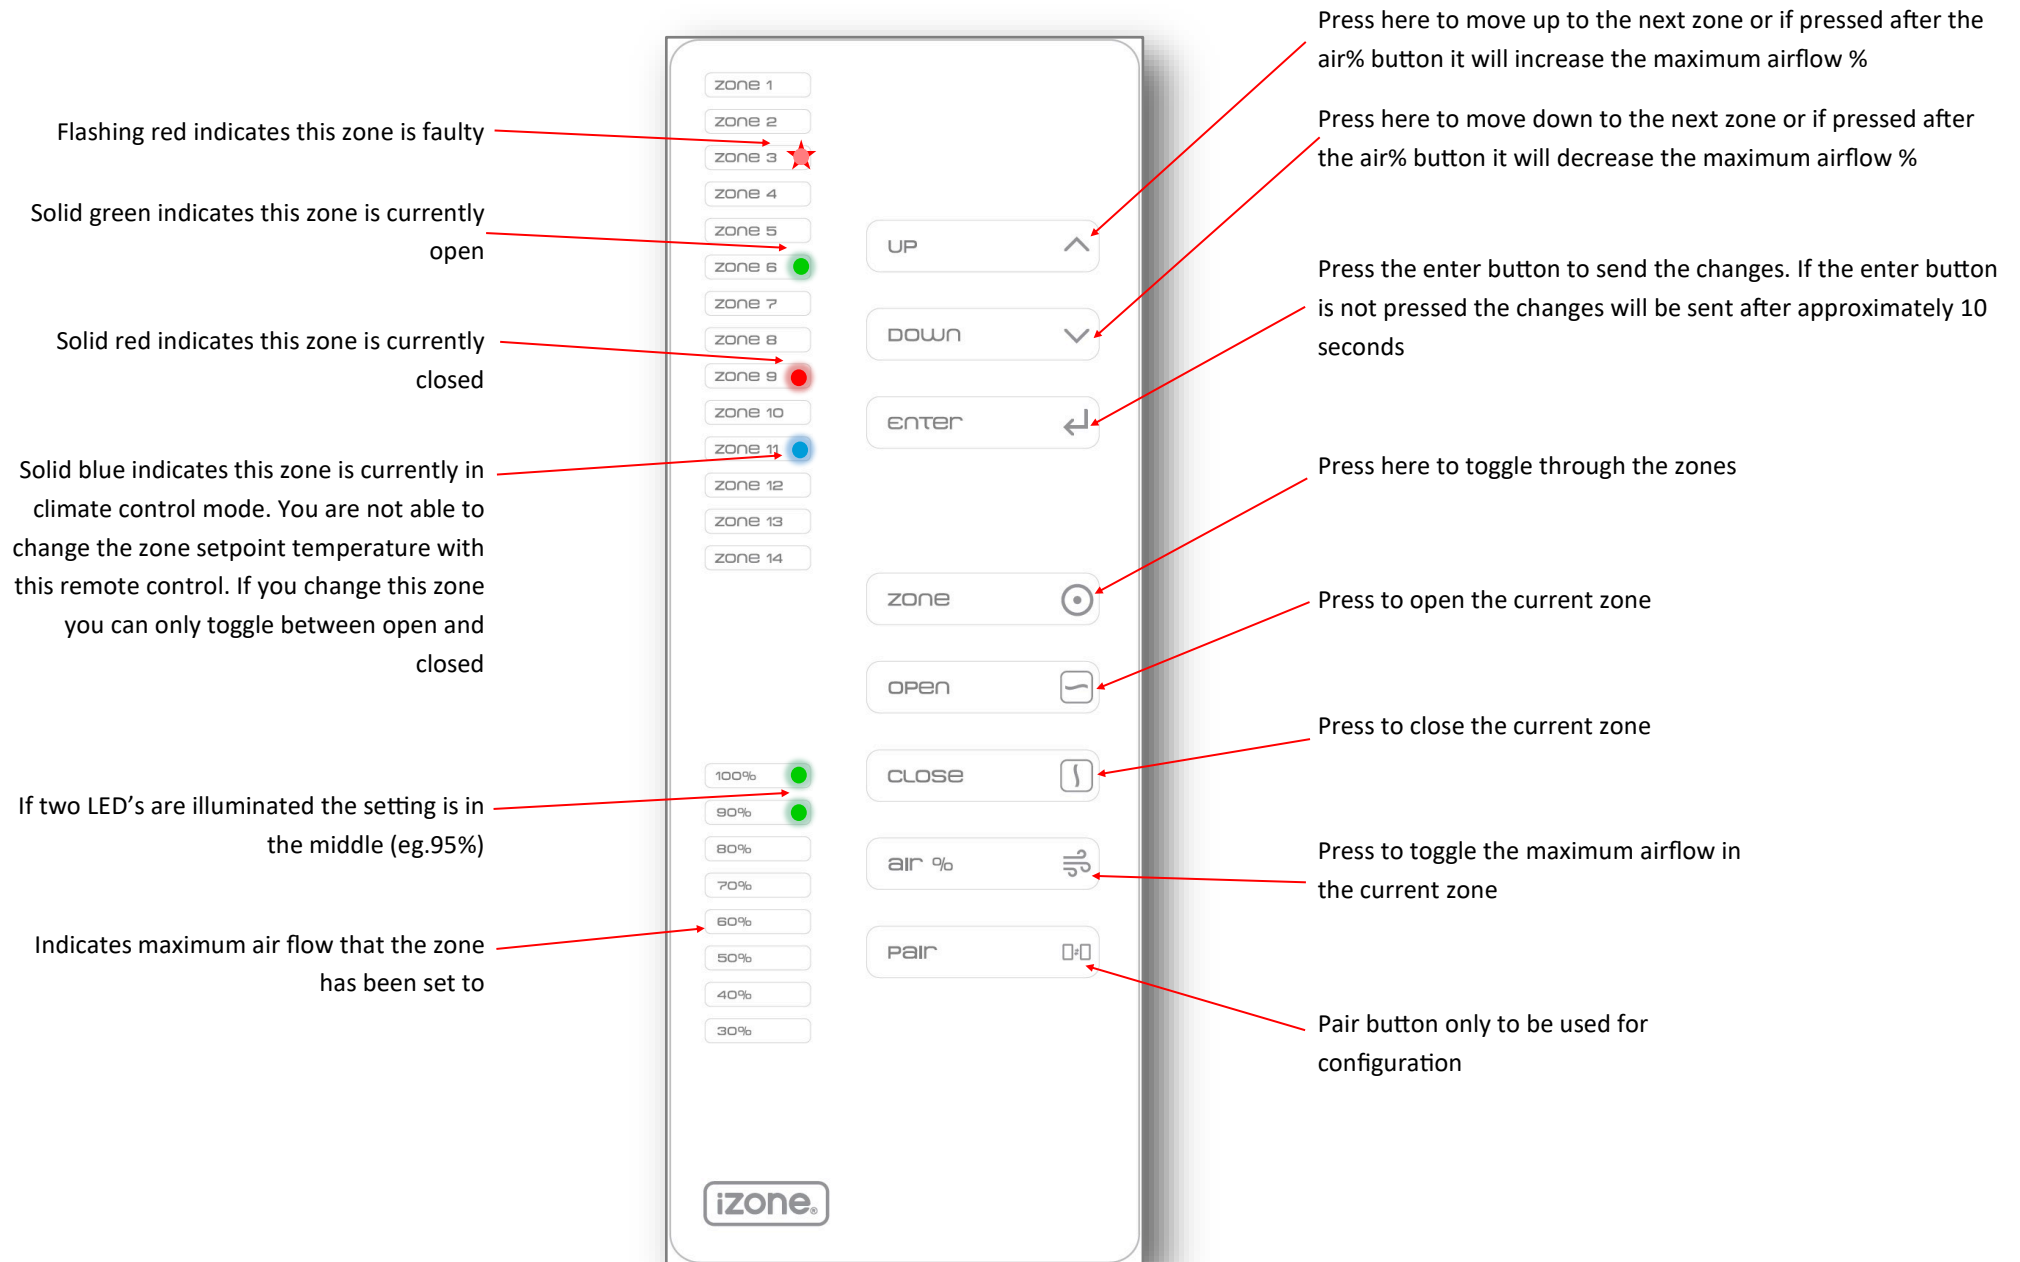 Flashing red indicates this zone is faulty
Solid green indicates this zone is currently
open
Solid red indicates this zone is currently
closed
Solid blue indicates this zone is currently in
climate control mode. You are not able to
change the zone setpoint temperature with
this remote control. If you change this zone
you can only toggle between open and
closed
If two LED’s are illuminated the setting is in
the middle (eg.95%)
Indicates maximum air flow that the zone
has been set to
zone 1
zone 2
zone 3
zone 4
zone 5
zone 6
zone 7
zone 8
zone 9
zone 10
zone 11
zone 12
zone 13
zone 14
100%
90%
80%
70%
60%
50%
40%
30%
izone®
UP
DOWN
ENTER
zone
OPEN
CLOSE
air %
Pair
Press here to move up to the next zone or if pressed after the
air% button it will increase the maximum airflow %
Press here to move down to the next zone or if pressed after
the air% button it will decrease the maximum airflow %
Press the enter button to send the changes. If the enter button
is not pressed the changes will be sent after approximately 10
seconds
Press here to toggle through the zones
Press to open the current zone
Press to close the current zone
Press to toggle the maximum airflow in
the current zone
Pair button only to be used for
configuration